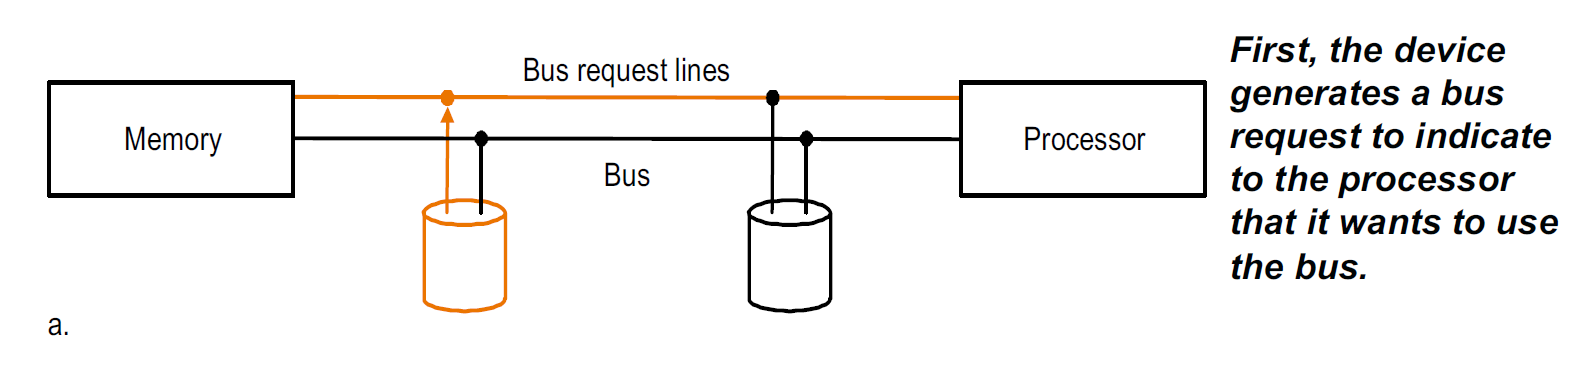 Bus request lines
Memory
Processor
Bus
a.
First, the device
generates a bus
request to indicate
to the processor
that it wants to use
the bus.